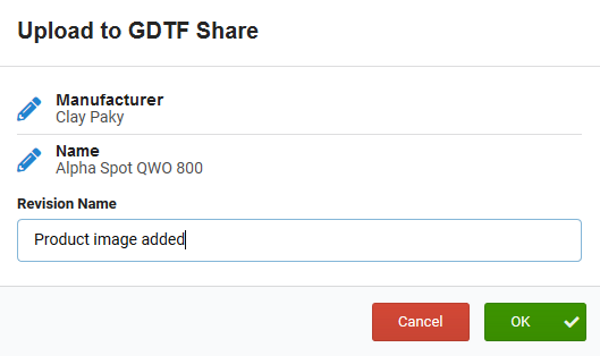 Upload to GDTF Share
Manufacturer
Clay Paky
Name
Alpha Spot QWO 800
Revision Name
Product image added
Cancel
OK